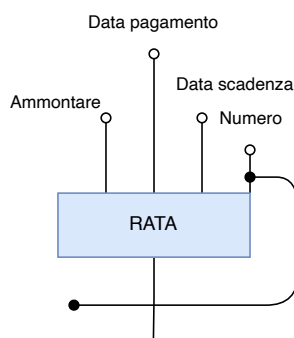 Data pagamento
Data scadenza
Ammontare
Numero
RATA